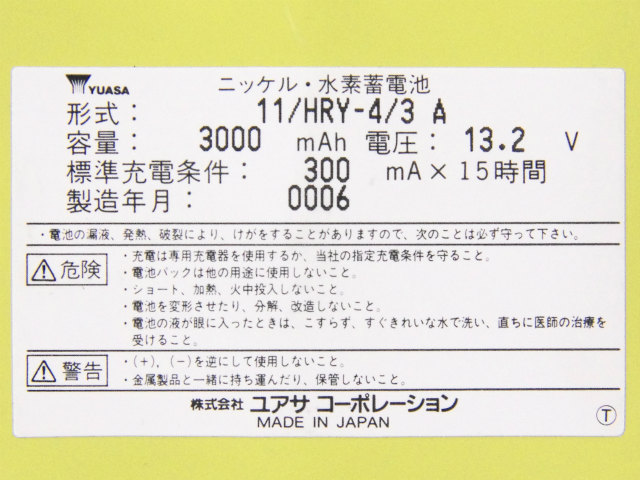 YUASA ニッケル・水素蓄電池
形式： 11/HRY-4/3 A
容量： 3000 mAh 電圧： 13.2 V
標準充電条件： 300 mA×15時間
製造年月： 0006
・電池の漏液、発熱、破裂により、けがをすることがありますので、次のことは必ず守って下さい。
⚠危険
・充電は専用充電器を使用するか、当社の指定充電条件を守ること。
・電池パックは他の用途に使用しないこと。
・ショート、加熱、火中投入しないこと。
・電池を変形させたり、分解、改造しないこと。
・電池の液が眼に入ったときは、こすらず、すぐきれいな水で洗い、直ちに医師の治療を
受けること。
⚠警告
・(+)、(−)を逆にして使用しないこと。
・金属製品と一緒に持ち運んだり、保管しないこと。
株式会社 ユアサ コーポレーション
MADE IN JAPAN
Ⓣ